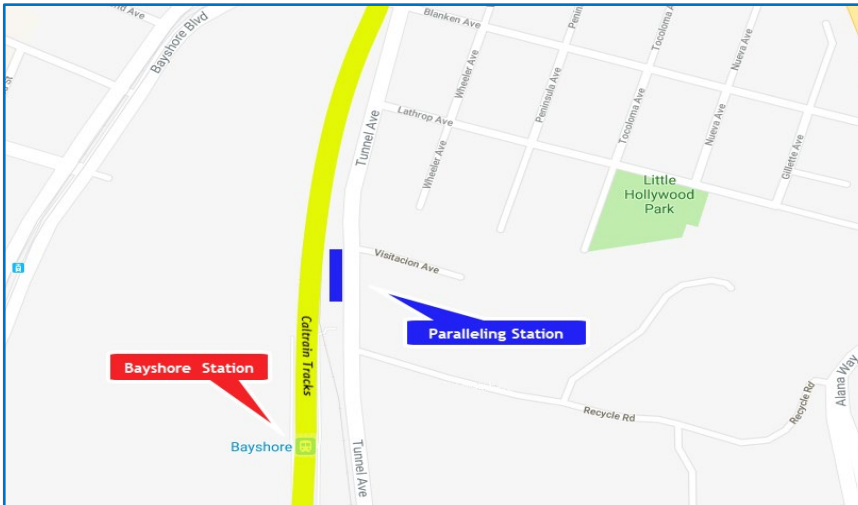 Blanken Ave
Bayshore Blvd
Wheeler Ave
Peninsula Ave
Tocoloma Ave
Nueva Ave
Lathrop Ave
Tunnel Ave
Wheeler Ave
Tocoloma Ave
Nueva Ave
Gillette Ave
Little
Hollywood
Park
Visitacion Ave
Paralleling Station
Caltrain Tracks
Bayshore Station
Alana Way
Recycle Rd
Recycle Rd
Bayshore
Tunnel Ave